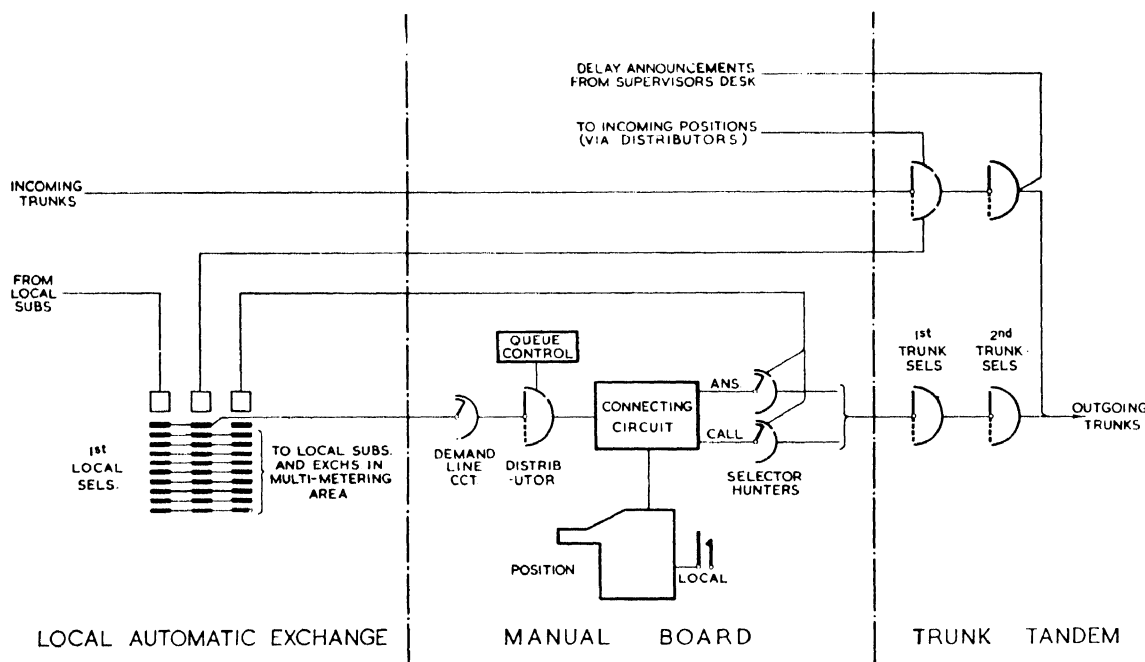 DELAY ANNOUNCEMENTS
FROM SUPERVISORS DESK
TO INCOMING POSITIONS
(VIA DISTRIBUTORS)
INCOMING
TRUNKS
FROM
LOCAL
SUBS
QUEUE
CONTROL
1st
TRUNK
SELS
2nd
TRUNK
SELS
ANS
CONNECTING
CIRCUIT
CALL
OUTGOING
TRUNKS
1st
LOCAL
SELS.
TO LOCAL SUBS.
AND EXCHS IN
MULTI-METERING
AREA
DEMAND
LINE
CCT
DISTRIB
-UTOR
SELECTOR
HUNTERS
POSITION
LOCAL
LOCAL AUTOMATIC EXCHANGE
MANUAL BOARD
TRUNK TANDEM